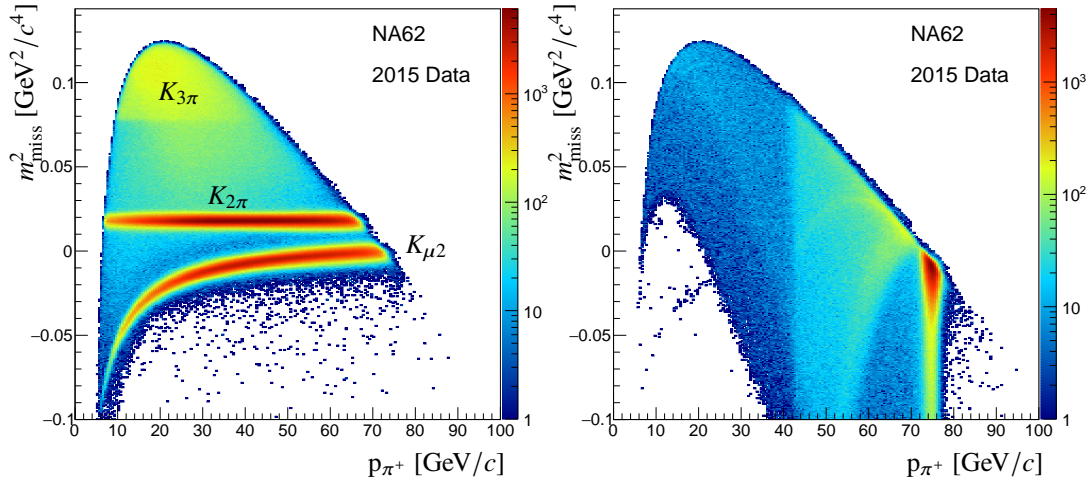 m²miss [GeV²/c⁴]
NA62
2015 Data
K3π
K2π
Kμ2
0.1
0.05
0
−0.05
−0.1
0 10 20 30 40 50 60 70 80 90 100
pπ+ [GeV/c]
10³
10²
10
1
m²miss [GeV²/c⁴]
NA62
2015 Data
0.1
0.05
0
−0.05
−0.1
0 10 20 30 40 50 60 70 80 90 100
pπ+ [GeV/c]
10³
10²
10
1